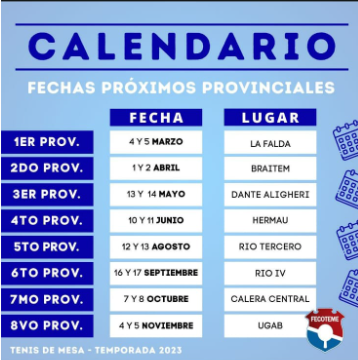 CALENDARIO
FECHAS PRÓXIMOS PROVINCIALES
FECHA LUGAR
1ER PROV. 4 Y 5 MARZO LA FALDA
2DO PROV. 1 Y 2 ABRIL BRAITEM
3ER PROV. 13 Y 14 MAYO DANTE ALIGHERI
4TO PROV. 10 Y 11 JUNIO HERMAU
5TO PROV. 12 Y 13 AGOSTO RIO TERCERO
6TO PROV. 16 Y 17 SEPTIEMBRE RIO IV
7MO PROV. 7 Y 8 OCTUBRE CALERA CENTRAL
8VO PROV. 4 Y 5 NOVIEMBRE UGAB
FECOTEME
TENIS DE MESA - TEMPORADA 2023